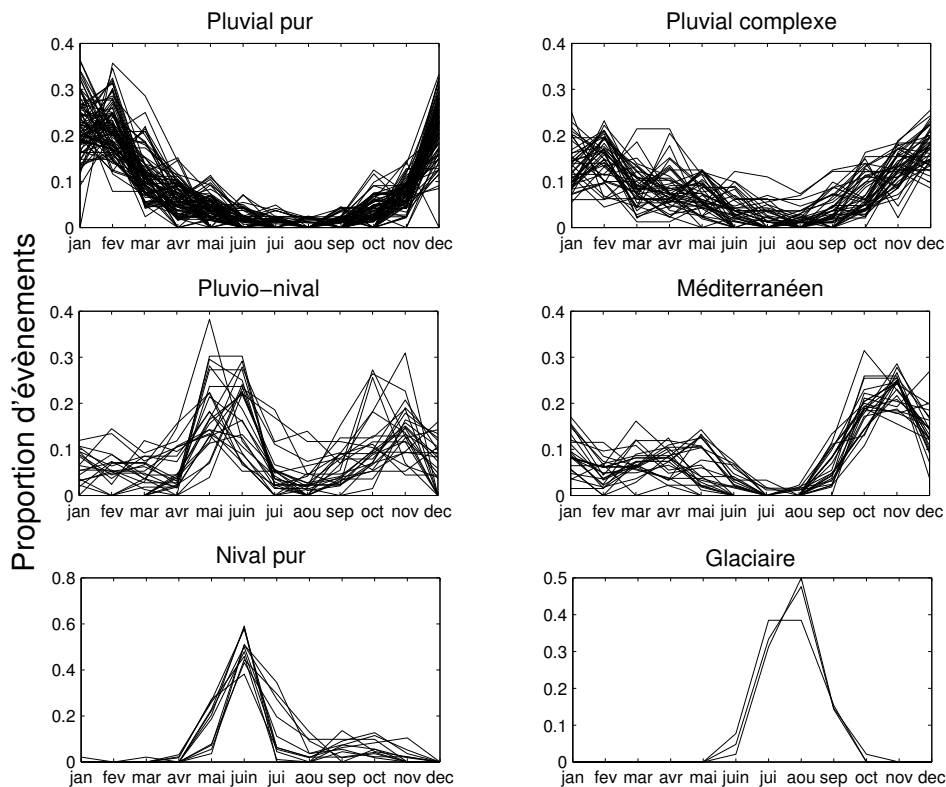 Pluvial pur
0.4
0.3
0.2
0.1
0
jan fev mar avr mai juin jui aou sep oct nov dec
Pluvial complexe
0.4
0.3
0.2
0.1
0
jan fev mar avr mai juin jui aou sep oct nov dec
Proportion d'évènements
Pluvio-nival
0.4
0.3
0.2
0.1
0
jan fev mar avr mai juin jui aou sep oct nov dec
Méditerranéen
0.4
0.3
0.2
0.1
0
jan fev mar avr mai juin jui aou sep oct nov dec
Nival pur
0.8
0.6
0.4
0.2
0
jan fev mar avr mai juin jui aou sep oct nov dec
Glaciaire
0.5
0.4
0.3
0.2
0.1
0
jan fev mar avr mai juin jui aou sep oct nov dec